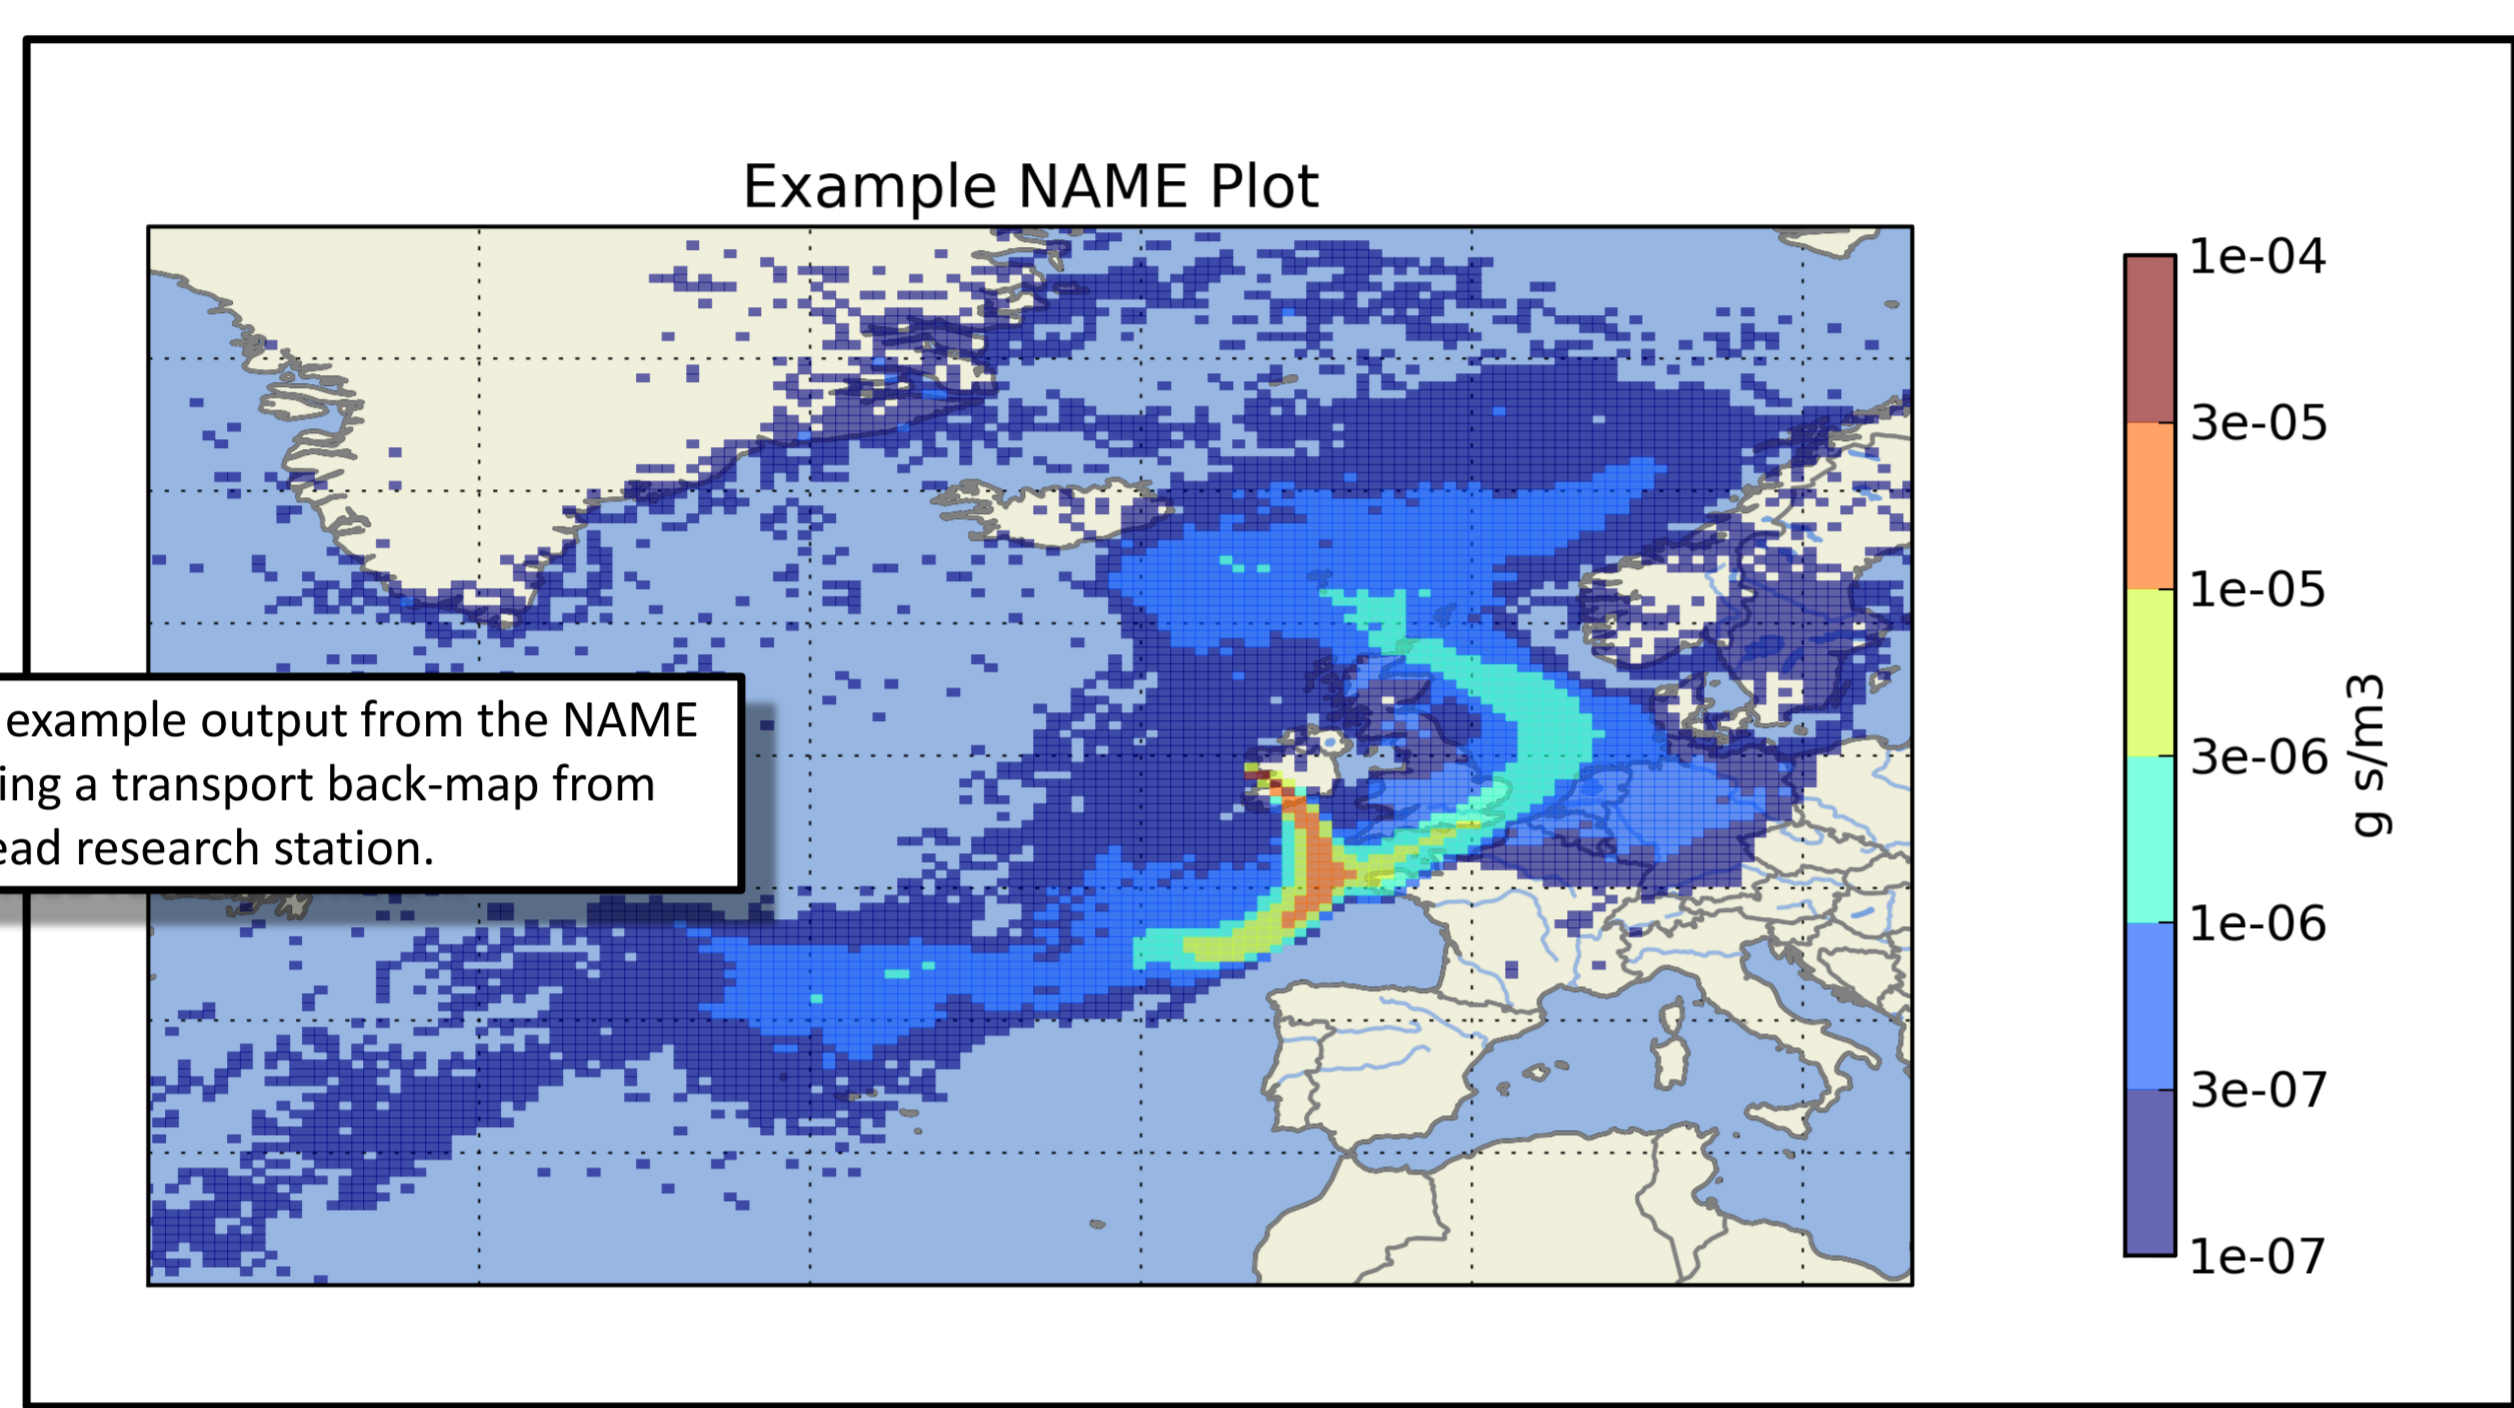 Example NAME Plot
example output from the NAME
ing a transport back-map from
ead research station.
1e-04
3e-05
1e-05
3e-06
1e-06
3e-07
1e-07
g s/m3